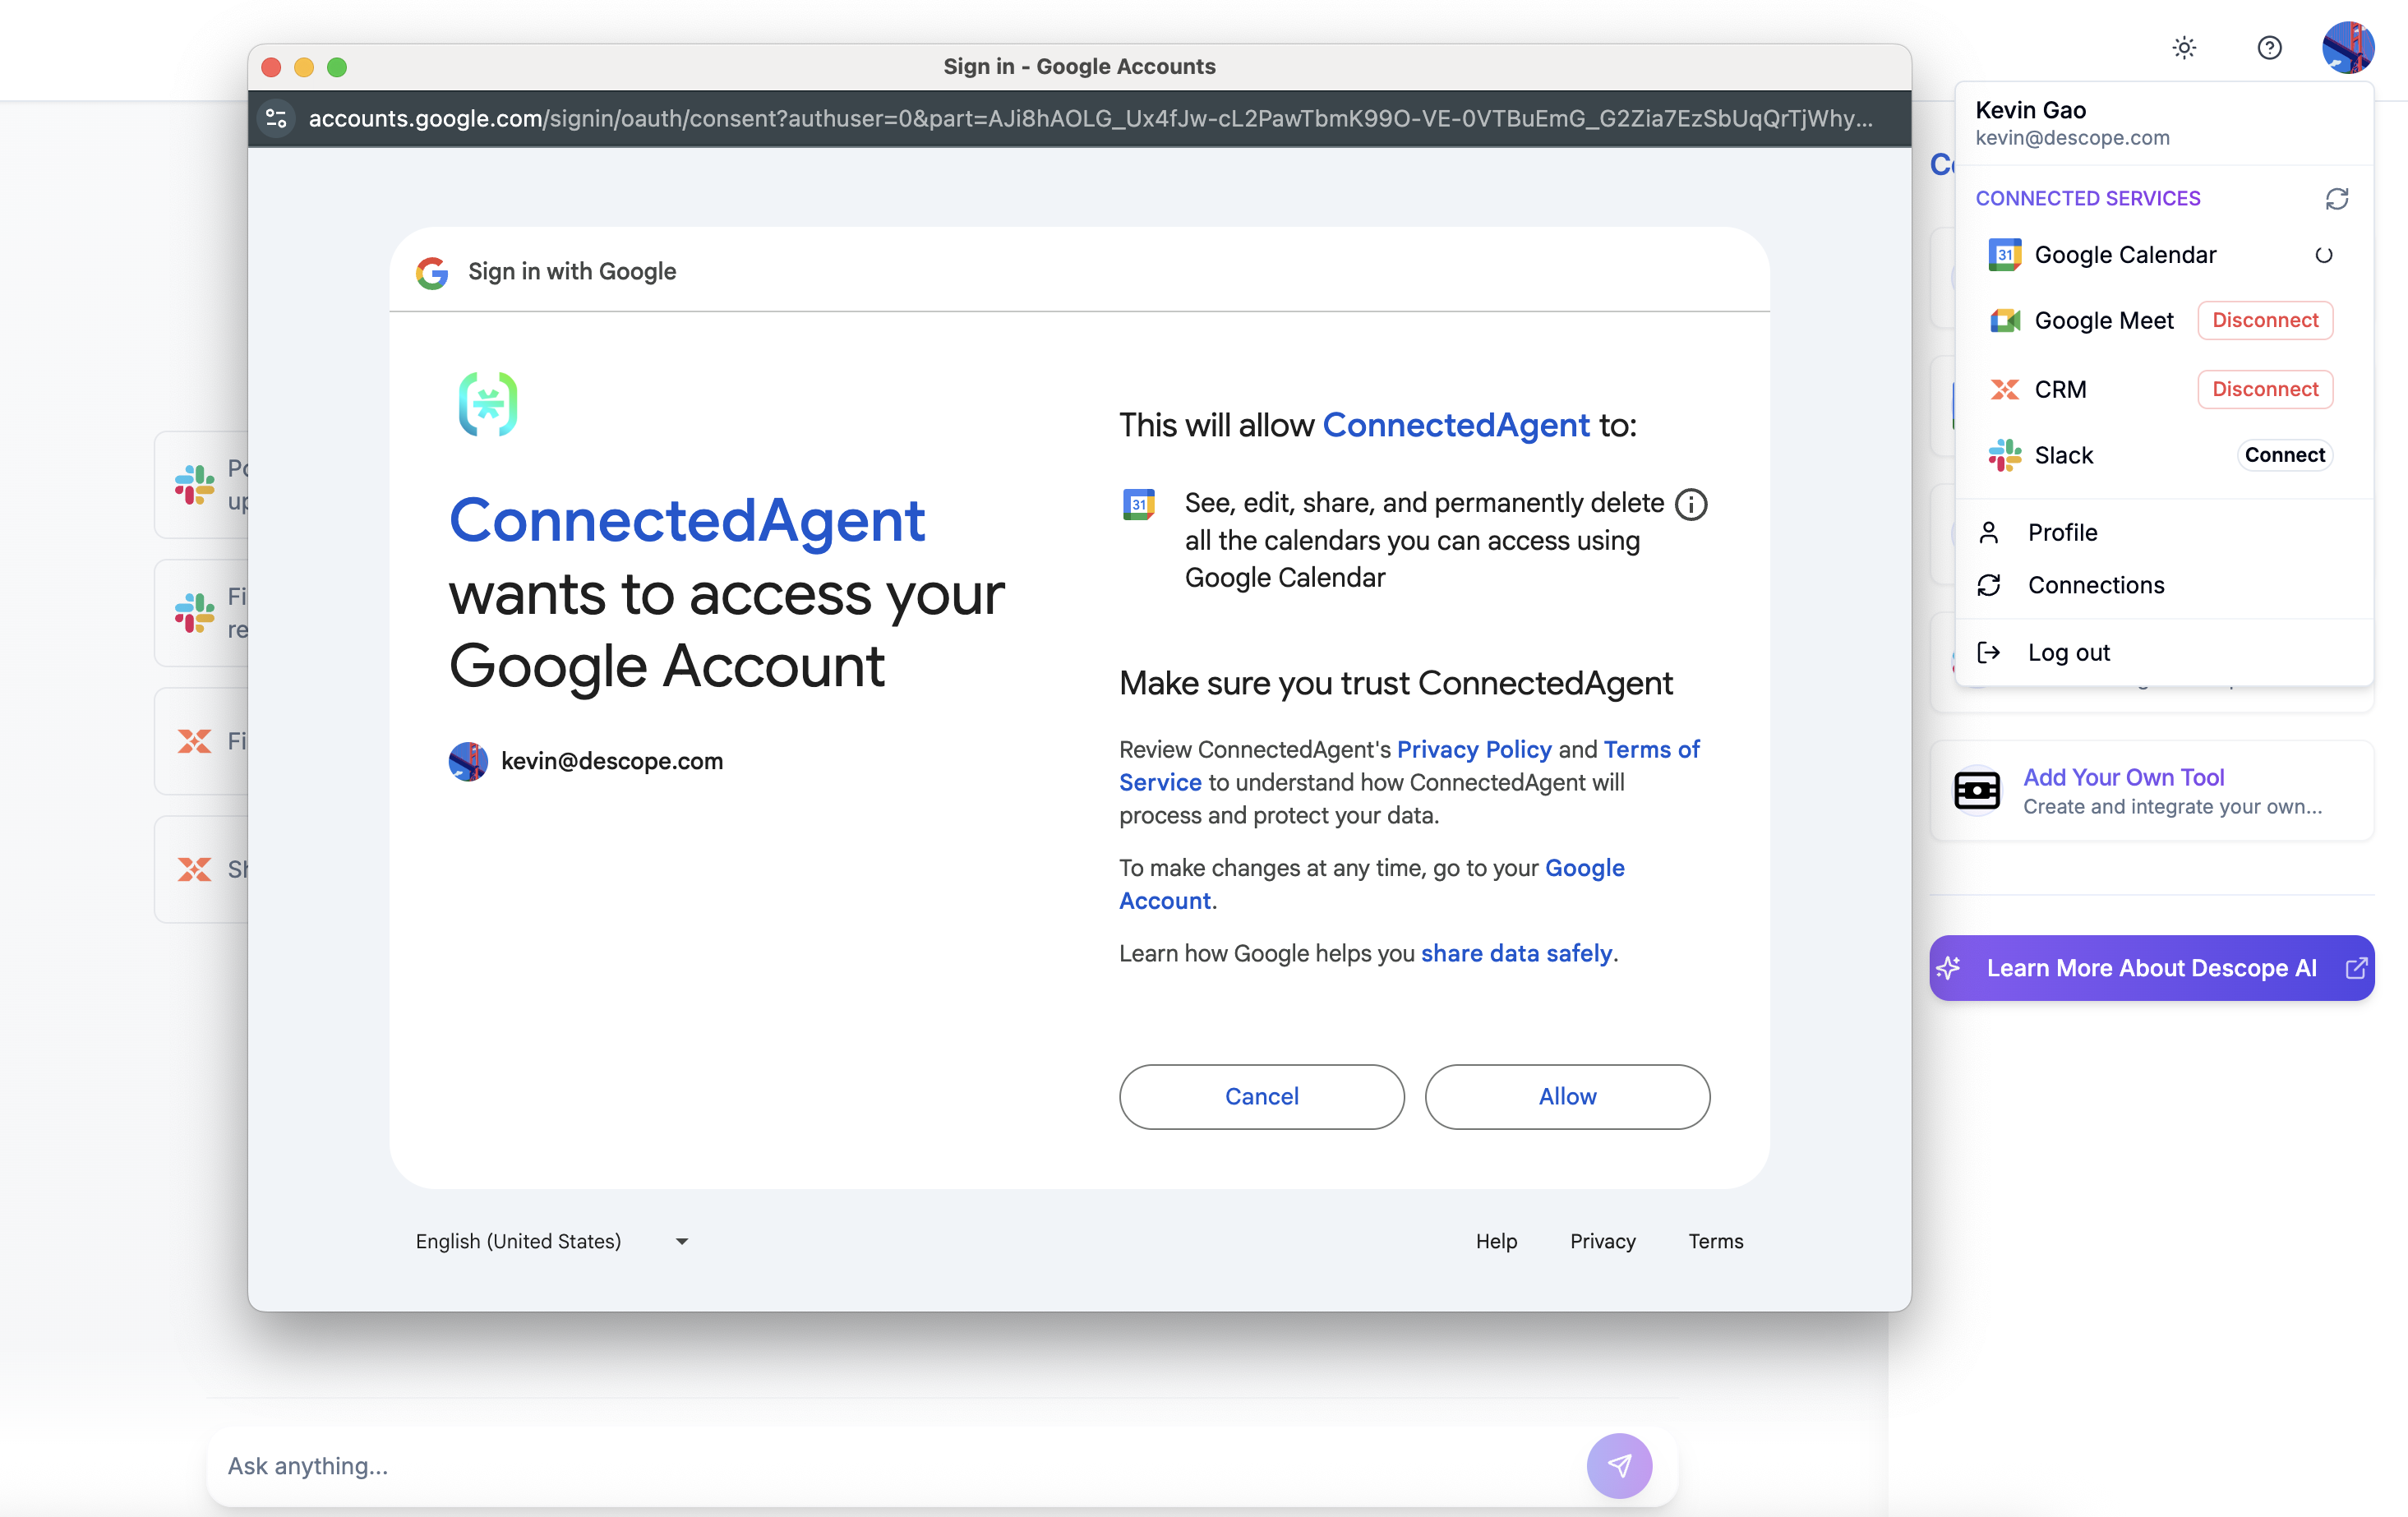 Sign in - Google Accounts
accounts.google.com/signin/oauth/consent?authuser=0&part=AJi8hAOLG_Ux4fJw-cL2PawTbmK99O-VE-0VTBuEmG_G2Zia7EzSbUqQrTjWhy...
Sign in with Google
ConnectedAgent
wants to access your
Google Account
kevin@descope.com
This will allow ConnectedAgent to:
31
See, edit, share, and permanently delete
all the calendars you can access using
Google Calendar
Make sure you trust ConnectedAgent
Review ConnectedAgent's Privacy Policy and Terms of
Service to understand how ConnectedAgent will
process and protect your data.
To make changes at any time, go to your Google
Account.
Learn how Google helps you share data safely.
Cancel
Allow
English (United States)
Help
Privacy
Terms
Kevin Gao
kevin@descope.com
CONNECTED SERVICES
31
Google Calendar
Google Meet
Disconnect
CRM
Disconnect
Slack
Connect
Profile
Connections
Log out
Add Your Own Tool
Create and integrate your own...
Learn More About Descope AI
Ask anything...